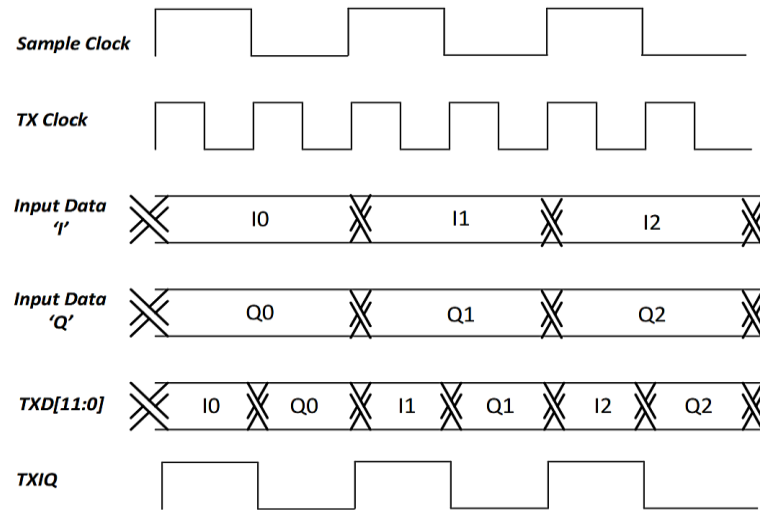 Sample Clock
TX Clock
Input Data
‘I’
I0 I1 I2
Input Data
‘Q’
Q0 Q1 Q2
TXD[11:0]
I0 Q0 I1 Q1 I2 Q2
TXIQ